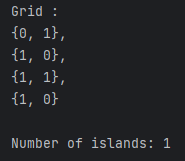 Grid :
{0, 1},
{1, 0},
{1, 1},
{1, 0}
Number of islands: 1